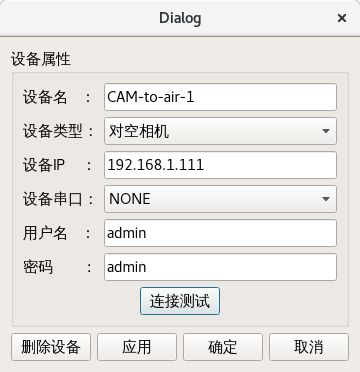 Dialog ×
设备属性
设备名 ： CAM-to-air-1
设备类型： 对空相机
设备IP ： 192.168.1.111
设备串口： NONE
用户名 ： admin
密码 ： admin
连接测试
删除设备 应用 确定 取消